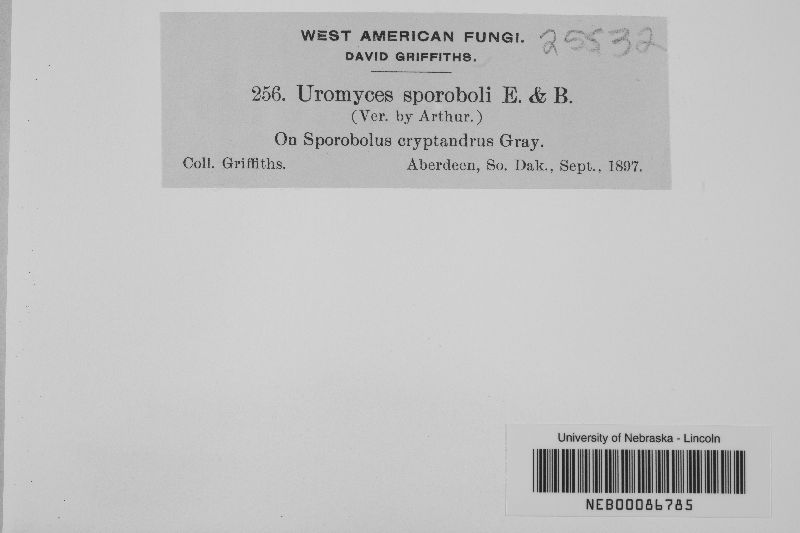 WEST AMERICAN FUNGI. 25532
DAVID GRIFFITHS.
256. Uromyces sporoboli E. & B.
(Ver. by Arthur.)
On Sporobolus cryptandrus Gray.
Coll. Griffiths. Aberdeen, So. Dak., Sept., 1897.
University of Nebraska - Lincoln
NEB00086785